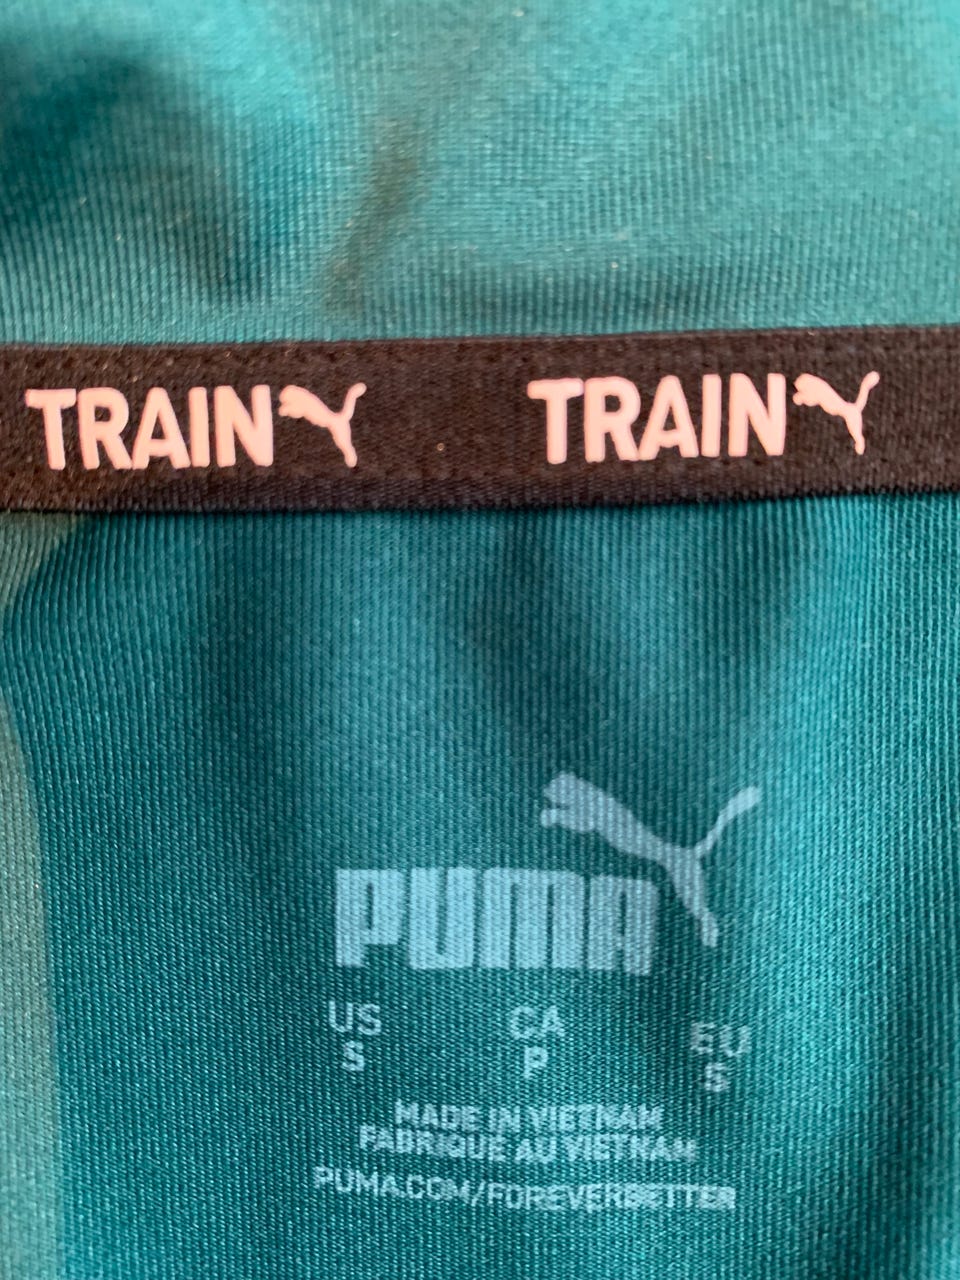 TRAIN TRAIN
PUMA
US CA EU
S P S
MADE IN VIETNAM
FABRIQUE AU VIETNAM
PUMA.COM/FOREVERBETTER